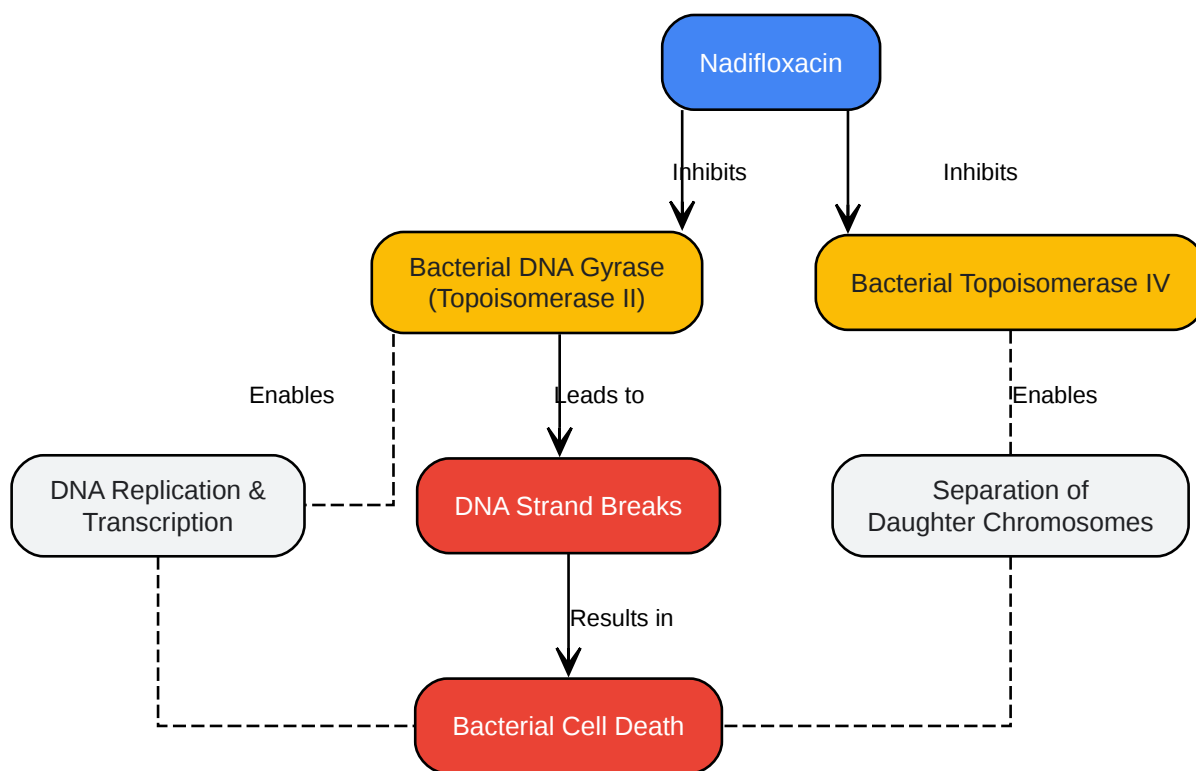 Nadifloxacin
Inhibits
Inhibits
Bacterial DNA Gyrase
(Topoisomerase II)
Bacterial Topoisomerase IV
Enables
Leads to
Enables
DNA Replication &
Transcription
DNA Strand Breaks
Separation of
Daughter Chromosomes
Results in
Bacterial Cell Death